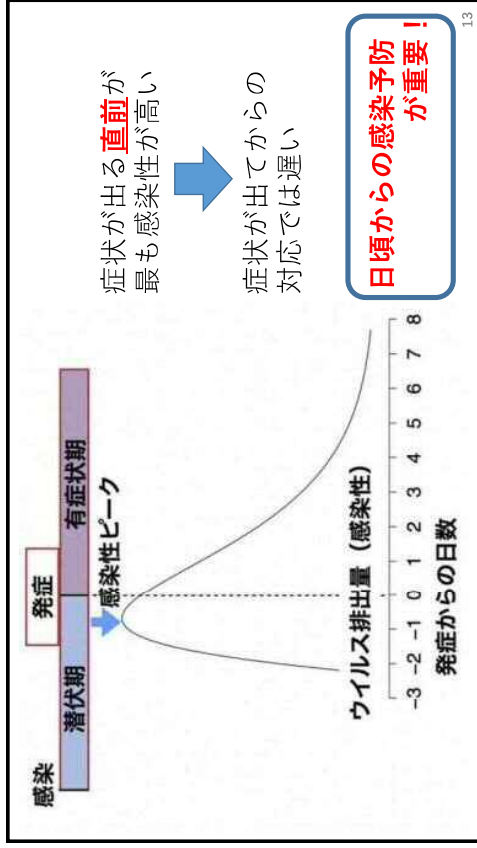 感染
発症
潜伏期
有症状期
感染性ピーク
ウイルス排出量（感染性）
-3 -2 -1 0 1 2 3 4 5 6 7 8
発症からの日数
症状が出る直前が
最も感染性が高い
症状が出てからの
対応では遅い
日頃からの感染予防
が重要！
13